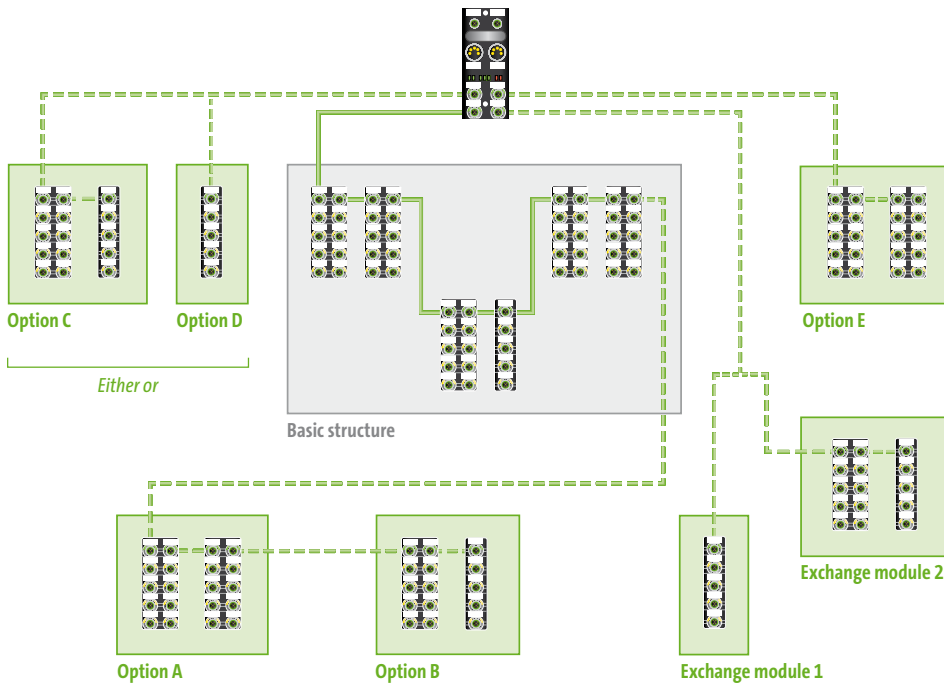 Option C
Option D
Option E
Either or
Basic structure
Exchange module 2
Option A
Option B
Exchange module 1